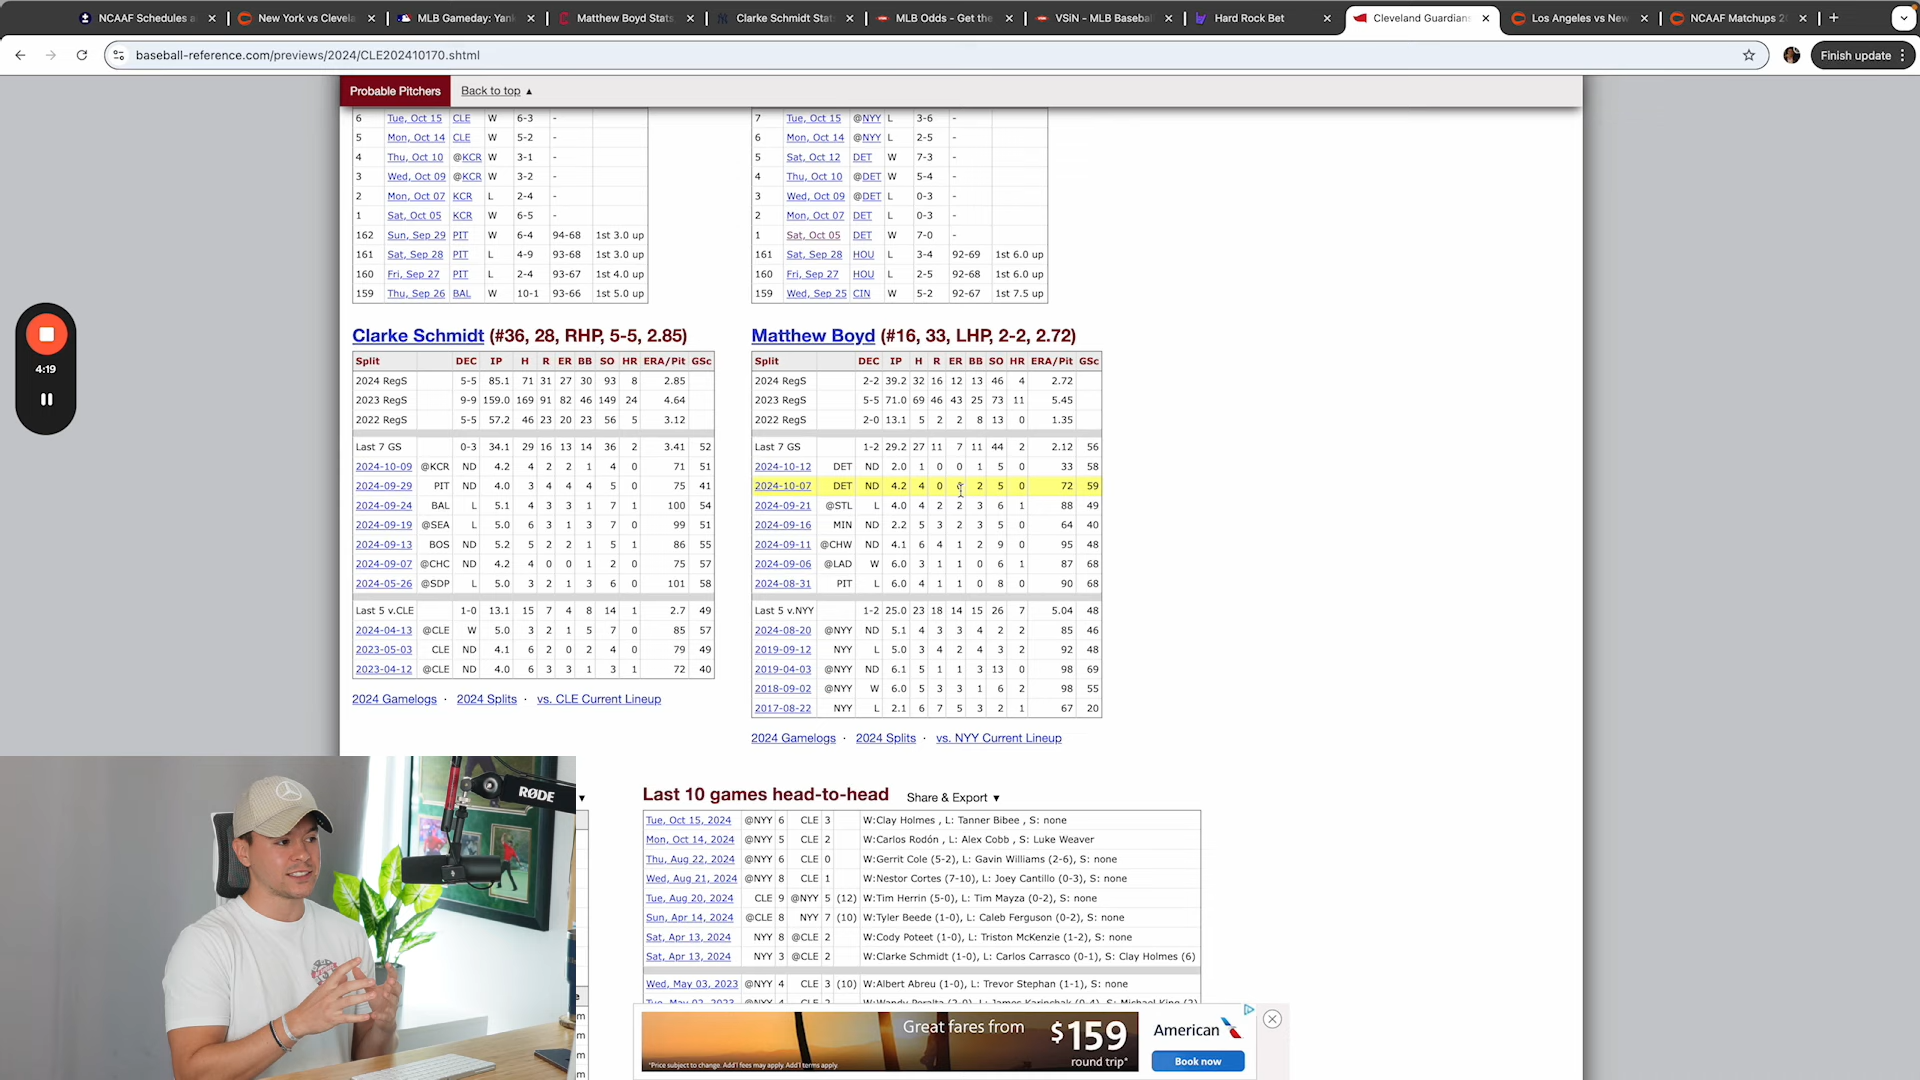 NCAAF Schedules a
New York vs Clevela
MLB Gameday: Yank
Matthew Boyd Stats
Clarke Schmidt Stat
MLB Odds - Get the
VSiN - MLB Baseba
Hard Rock Bet
Cleveland Guardian
Los Angeles vs New
NCAAF Matchups 2
baseball-reference.com/previews/2024/CLE202410170.shtml
Finish update
Probable Pitchers
Back to top ▲
6 Tue, Oct 15 CLE W 6-3 -
5 Mon, Oct 14 CLE W 5-2 -
4 Thu, Oct 10 @KCR W 3-1 -
3 Wed, Oct 09 @KCR W 3-2 -
2 Mon, Oct 07 KCR L 2-4 -
1 Sat, Oct 05 KCR W 6-5 -
162 Sun, Sep 29 PIT W 6-4 94-68 1st 3.0 up
161 Sat, Sep 28 PIT L 4-9 93-68 1st 3.0 up
160 Fri, Sep 27 PIT L 2-4 93-67 1st 4.0 up
159 Thu, Sep 26 BAL W 10-1 93-66 1st 5.0 up
7 Tue, Oct 15 @NYY L 3-6 -
6 Mon, Oct 14 @NYY L 2-5 -
5 Sat, Oct 12 DET W 7-3 -
4 Thu, Oct 10 @DET W 5-4 -
3 Wed, Oct 09 @DET L 0-3 -
2 Mon, Oct 07 DET L 0-3 -
1 Sat, Oct 05 DET W 7-0 -
161 Sat, Sep 28 HOU L 3-4 92-69 1st 6.0 up
160 Fri, Sep 27 HOU L 2-5 92-68 1st 6.0 up
159 Wed, Sep 25 CIN W 5-2 92-67 1st 7.5 up
Clarke Schmidt (#36, 28, RHP, 5-5, 2.85)
Split DEC IP H R ER BB SO HR ERA/Pit GSc
2024 RegS 5-5 85.1 71 31 27 30 93 8 2.85
2023 RegS 9-9 159.0 169 91 82 46 149 24 4.64
2022 RegS 5-5 57.2 46 23 20 23 56 5 3.12
Last 7 GS 0-3 34.1 29 16 13 14 36 2 3.41 52
2024-10-09 @KCR ND 4.2 4 2 2 1 4 0 71 51
2024-09-29 PIT ND 4.0 3 4 4 4 5 0 75 41
2024-09-24 BAL L 5.1 4 3 3 1 7 1 100 54
2024-09-19 @SEA L 5.0 6 3 1 3 7 0 99 51
2024-09-13 BOS ND 5.2 5 2 2 1 5 1 86 55
2024-09-07 @CHC ND 4.2 4 0 0 1 2 0 75 57
2024-05-26 @SDP L 5.0 3 2 1 3 6 0 101 58
Last 5 v.CLE 1-0 13.1 15 7 4 8 14 1 2.7 49
2024-04-13 @CLE W 5.0 3 2 1 5 7 0 85 57
2023-05-03 CLE ND 4.1 6 2 0 2 4 0 79 49
2023-04-12 @CLE ND 4.0 6 3 3 1 3 1 72 40
2024 Gamelogs · 2024 Splits · vs. CLE Current Lineup
Matthew Boyd (#16, 33, LHP, 2-2, 2.72)
Split DEC IP H R ER BB SO HR ERA/Pit GSc
2024 RegS 2-2 39.2 32 16 12 13 46 4 2.72
2023 RegS 5-5 71.0 69 46 43 25 73 11 5.45
2022 RegS 2-0 13.1 5 2 2 8 13 0 1.35
Last 7 GS 1-2 29.2 27 11 7 11 44 2 2.12 56
2024-10-12 DET ND 2.0 1 0 0 1 5 0 33 58
2024-10-07 DET ND 4.2 4 0 2 5 0 72 59
2024-09-21 @STL L 4.0 4 2 2 3 6 1 88 49
2024-09-16 MIN ND 2.2 5 3 2 3 5 0 64 40
2024-09-11 @CHW ND 4.1 6 4 1 2 9 0 95 48
2024-09-06 @LAD W 6.0 3 1 1 0 6 1 87 68
2024-08-31 PIT L 6.0 4 1 1 0 8 0 90 68
Last 5 v.NYY 1-2 25.0 23 18 14 15 26 7 5.04 48
2024-08-20 @NYY ND 5.1 4 3 3 4 2 2 85 46
2019-09-12 NYY L 5.0 3 4 2 4 3 2 92 48
2019-04-03 @NYY ND 6.1 5 1 1 3 13 0 98 69
2018-09-02 @NYY W 6.0 5 3 3 1 6 2 98 55
2017-08-22 NYY L 2.1 6 7 5 3 2 1 67 20
2024 Gamelogs · 2024 Splits · vs. NYY Current Lineup
4:19
RØDE
Last 10 games head-to-head Share & Export ▼
Tue, Oct 15, 2024 @NYY 6 CLE 3 W:Clay Holmes , L: Tanner Bibee , S: none
Mon, Oct 14, 2024 @NYY 5 CLE 2 W:Carlos Rodón , L: Alex Cobb , S: Luke Weaver
Thu, Aug 22, 2024 @NYY 6 CLE 0 W:Gerrit Cole (5-2), L: Gavin Williams (2-6), S: none
Wed, Aug 21, 2024 @NYY 8 CLE 1 W:Nestor Cortes (7-10), L: Joey Cantillo (0-3), S: none
Tue, Aug 20, 2024 CLE 9 @NYY 5 (12) W:Tim Herrin (5-0), L: Tim Mayza (0-2), S: none
Sun, Apr 14, 2024 @CLE 8 NYY 7 (10) W:Tyler Beede (1-0), L: Caleb Ferguson (0-2), S: none
Sat, Apr 13, 2024 NYY 8 @CLE 2 W:Cody Poteet (1-0), L: Triston McKenzie (1-2), S: none
Sat, Apr 13, 2024 NYY 3 @CLE 2 W:Clarke Schmidt (1-0), L: Carlos Carrasco (0-1), S: Clay Holmes (6)
Wed, May 03, 2023 @NYY 4 CLE 3 (10) W:Albert Abreu (1-0), L: Trevor Stephan (1-1), S: none
Tue, May 02, 2023 @NYY 4 CLE 2 W:Wandy Peralta (2-0), L: James Karinchak (0-4), S: Michael King (2)
Great fares from $159 round trip*
*Price subject to change. Add'l fees may apply. Add'l terms apply.
American
Book now